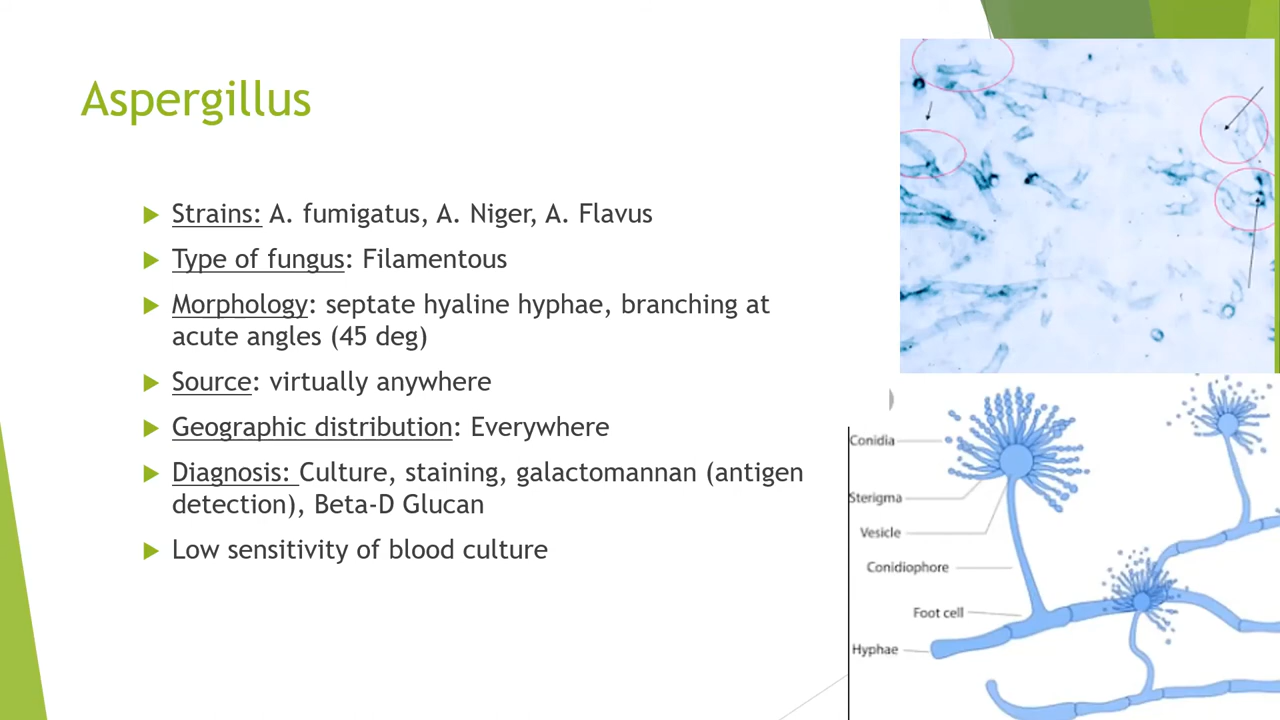 Aspergillus
Strains: A. fumigatus, A. Niger, A. Flavus
Type of fungus: Filamentous
Morphology: septate hyaline hyphae, branching at
acute angles (45 deg)
Source: virtually anywhere
Geographic distribution: Everywhere
Diagnosis: Culture, staining, galactomannan (antigen
detection), Beta-D Glucan
Low sensitivity of blood culture
Conidia
Sterigma
Vesicle
Conidiophore
Foot cell
Hyphae